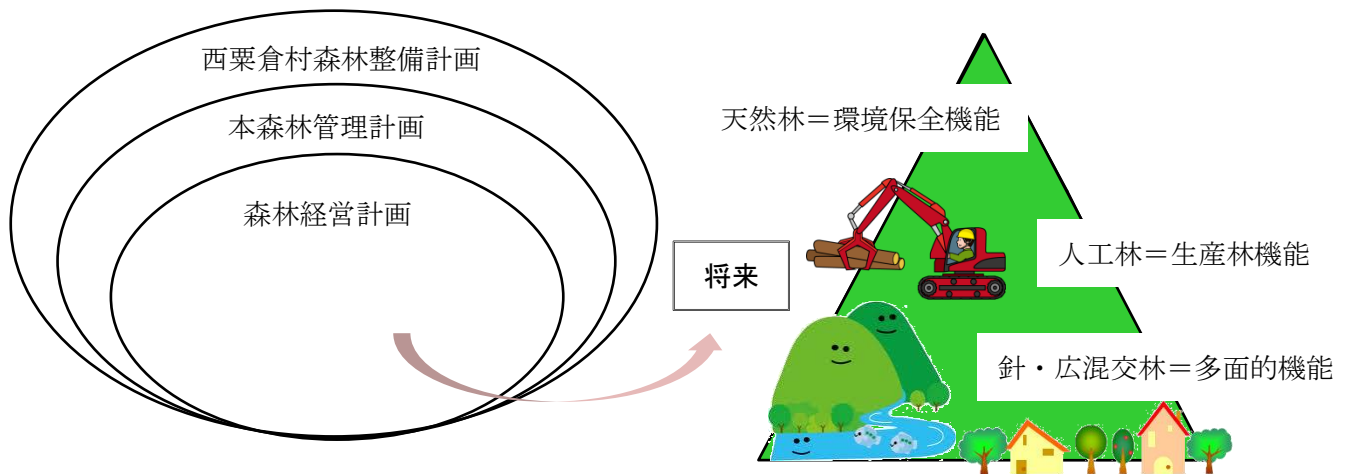 西粟倉村森林整備計画
本森林管理計画
森林経営計画
将来
天然林＝環境保全機能
人工林＝生産林機能
針・広混交林＝多面的機能